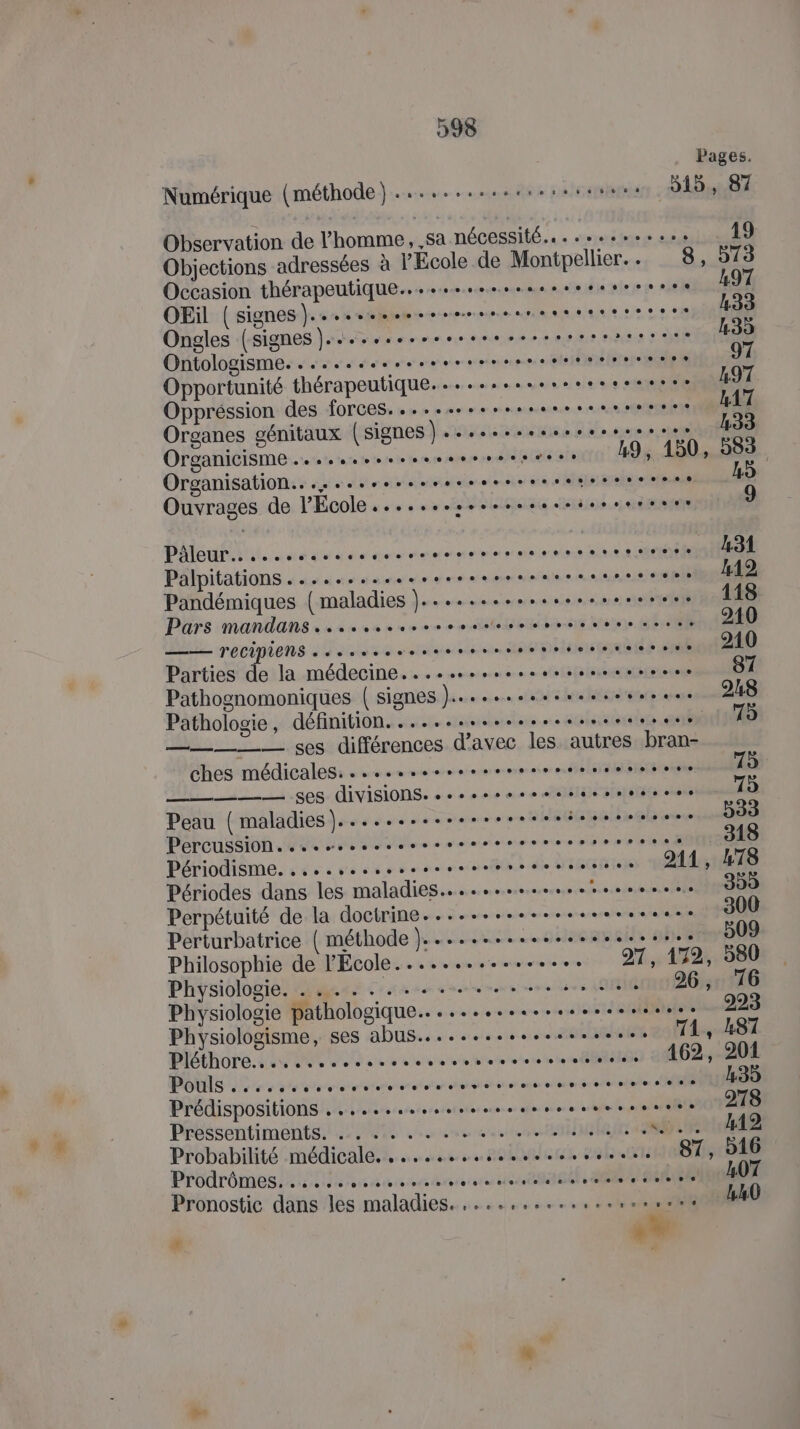 598
Pages.
Numérique (méthode) ............................ 515, 87
Observation de l'homme, sa nécessité............ 19
Objections adressées à l'École de Montpellier.. 8, 573
Occasion thérapeutique.......................... 497
OEil (signes)................................... 433
Ongles (signes)................................. 435
Ontologisme..................................... 97
Opportunité thérapeutique....................... 497
Oppréssion des forces........................... 417
Organes génitaux (signes)....................... 433
Organicisme ........................ 49, 150, 583
Organisation.................................... 45
Ouvrages de l'École............................. 9
Pâleur.......................................... 431
Palpitations.................................... 412
Pandémiques (maladies).......................... 118
Pars mandans.................................... 210
—— recipiens.................................... 210
Parties de la médecine.......................... 87
Pathognomoniques (signes)....................... 248
Pathologie, définition.......................... 75
————— ses différences d'avec les autres bran-
ches médicales.................................. 75
————— ses divisions............................. 75
Peau (maladies)................................. 533
Percussion...................................... 318
Périodisme................................. 211, 478
Périodes dans les maladies...................... 355
Perpétuité de la doctrine....................... 300
Perturbatrice (méthode)......................... 509
Philosophie de l'École................ 27, 172, 580
Physiologie................................. 26, 76
Physiologie pathologique........................ 223
Physiologisme, ses abus..................... 71, 487
Pléthore................................... 162, 201
Pouls .......................................... 435
Prédispositions ................................ 278
Pressentiments.................................. 412
Probabilité médicale........................ 87, 516
Prodrômes....................................... 407
Pronostic dans les maladies..................... 440